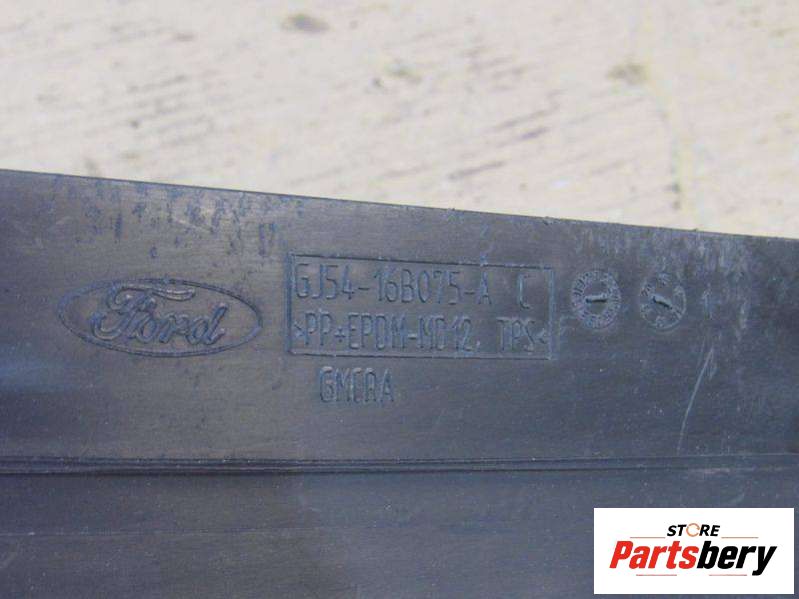 Ford
GJ54-16B075-A C
>PP+EPDM-MD12. TPS<
GMCRA
STORE
Partsbery